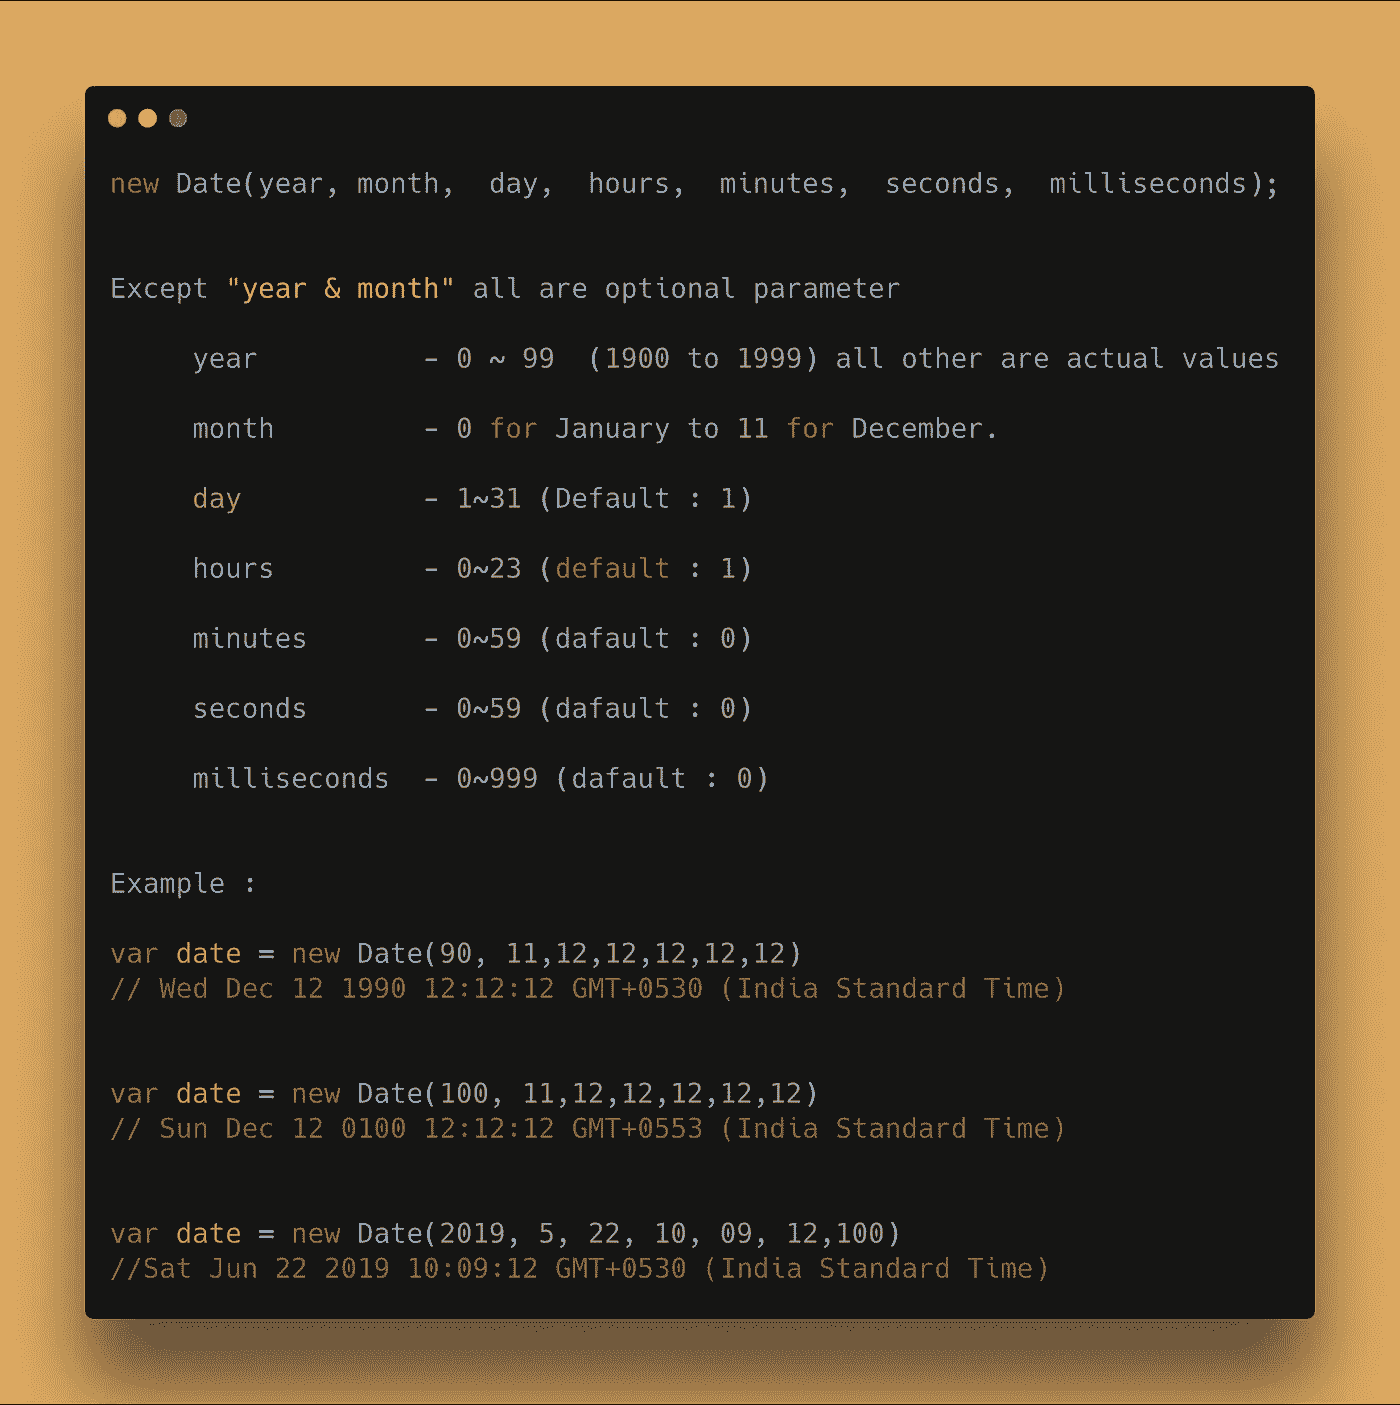 new Date(year, month,  day,  hours,  minutes,  seconds,  milliseconds);
Except "year & month" all are optional parameter
year          – 0 ~ 99  (1900 to 1999) all other are actual values
month         – 0 for January to 11 for December.
day           – 1~31 (Default : 1)
hours         – 0~23 (default : 1)
minutes       – 0~59 (dafault : 0)
seconds       – 0~59 (dafault : 0)
milliseconds  – 0~999 (dafault : 0)
Example :
var date = new Date(90, 11,12,12,12,12,12)
// Wed Dec 12 1990 12:12:12 GMT+0530 (India Standard Time)
var date = new Date(100, 11,12,12,12,12,12)
// Sun Dec 12 0100 12:12:12 GMT+0553 (India Standard Time)
var date = new Date(2019, 5, 22, 10, 09, 12,100)
//Sat Jun 22 2019 10:09:12 GMT+0530 (India Standard Time)